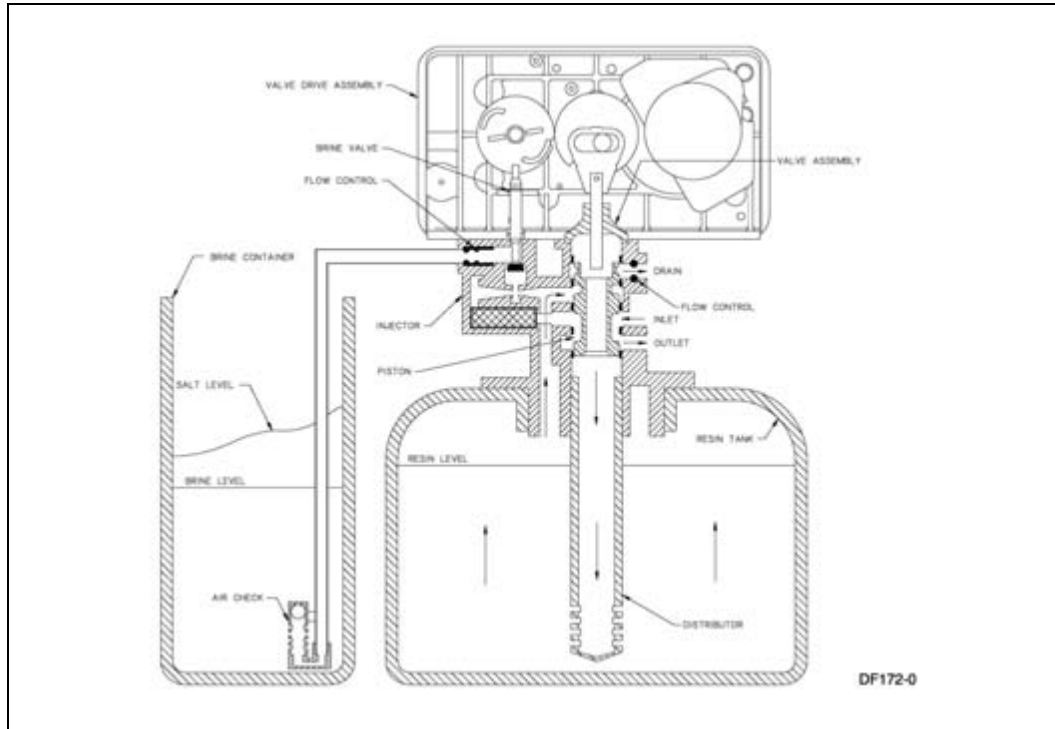 VALVE DRIVE ASSEMBLY
BRINE VALVE
VALVE ASSEMBLY
FLOW CONTROL
BRINE CONTAINER
DRAIN
FLOW CONTROL
INJECTOR
INLET
OUTLET
PISTON
SALT LEVEL
RESIN TANK
RESIN LEVEL
BRINE LEVEL
AIR CHECK
DISTRIBUTOR
DF172-0